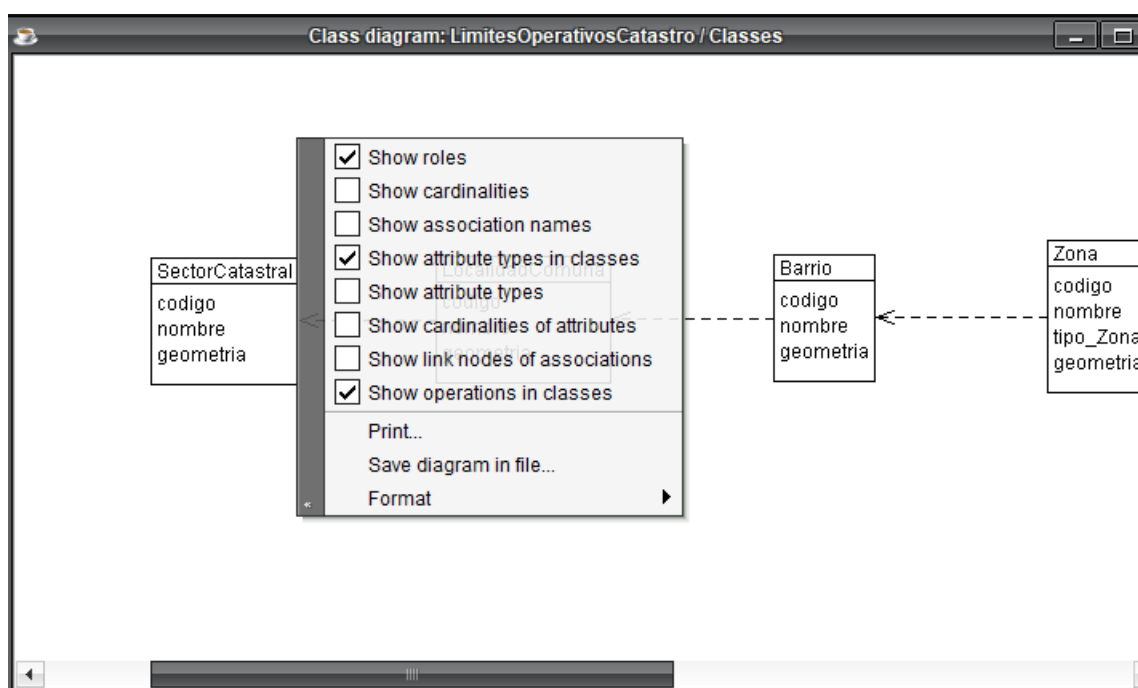 Class diagram: LimitesOperativosCatastro / Classes
Show roles
Show cardinalities
Show association names
Show attribute types in classes
Show attribute types
Show cardinalities of attributes
Show link nodes of associations
Show operations in classes
Print...
Save diagram in file...
Format
SectorCatastral
codigo
nombre
geometria
LocalidadComuna
codigo
geometria
Barrio
codigo
nombre
geometria
Zona
codigo
nombre
tipo_Zona
geometria